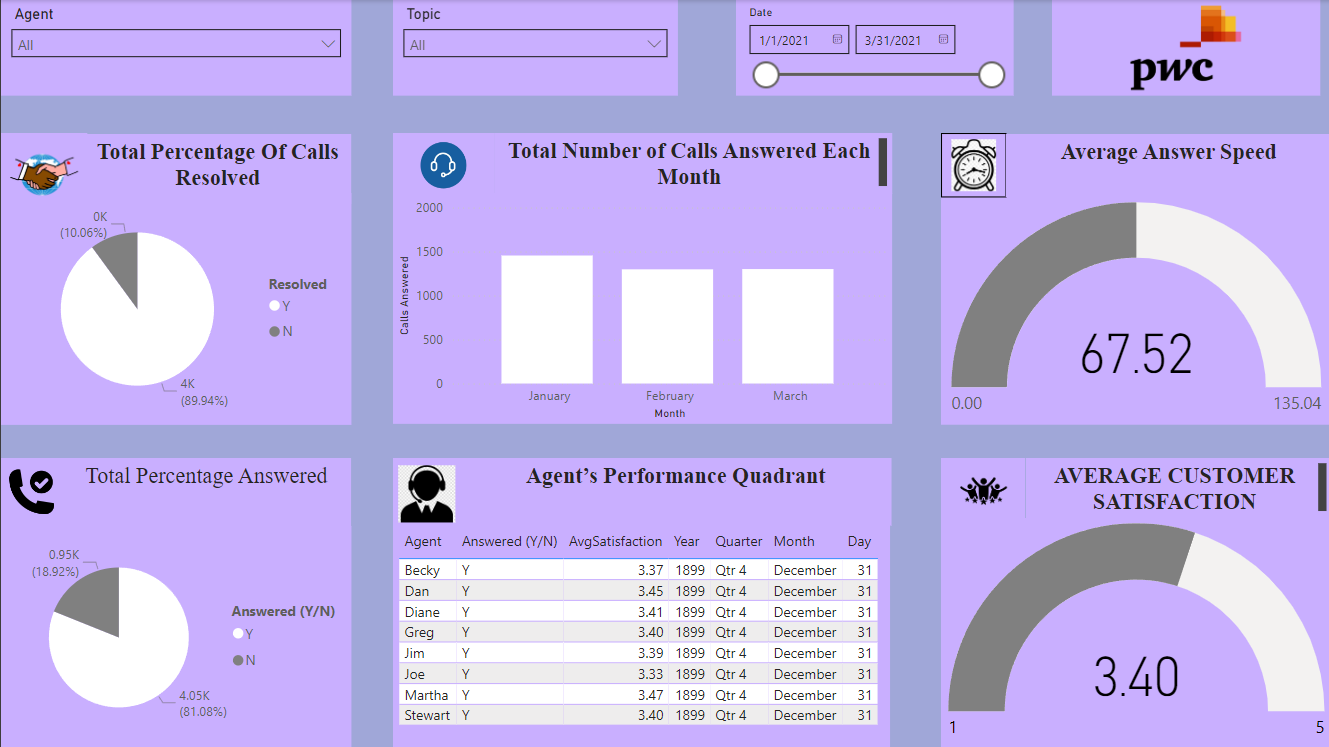 Agent
All
Topic
All
Date
1/1/2021
3/31/2021
pwc
Total Percentage Of Calls
Resolved
0K
(10.06%)
4K
(89.94%)
Resolved
Y
N
Total Number of Calls Answered Each
Month
2000
1500
1000
500
0
Calls Answered
January
February
March
Month
Average Answer Speed
67.52
0.00
135.04
Total Percentage Answered
0.95K
(18.92%)
4.05K
(81.08%)
Answered (Y/N)
Y
N
Agent’s Performance Quadrant
Agent Answered (Y/N) AvgSatisfaction Year Quarter Month Day
Becky Y 3.37 1899 Qtr 4 December 31
Dan Y 3.45 1899 Qtr 4 December 31
Diane Y 3.41 1899 Qtr 4 December 31
Greg Y 3.40 1899 Qtr 4 December 31
Jim Y 3.39 1899 Qtr 4 December 31
Joe Y 3.33 1899 Qtr 4 December 31
Martha Y 3.47 1899 Qtr 4 December 31
Stewart Y 3.40 1899 Qtr 4 December 31
AVERAGE CUSTOMER
SATISFACTION
3.40
1
5